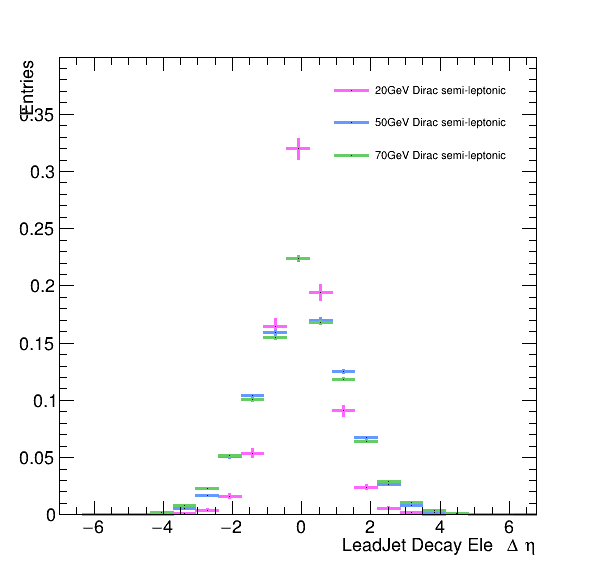 Entries
20GeV Dirac semi-leptonic
50GeV Dirac semi-leptonic
70GeV Dirac semi-leptonic
0.35
0.3
0.25
0.2
0.15
0.1
0.05
0
−6 −4 −2 0 2 4 6
LeadJet Decay Ele Δ η